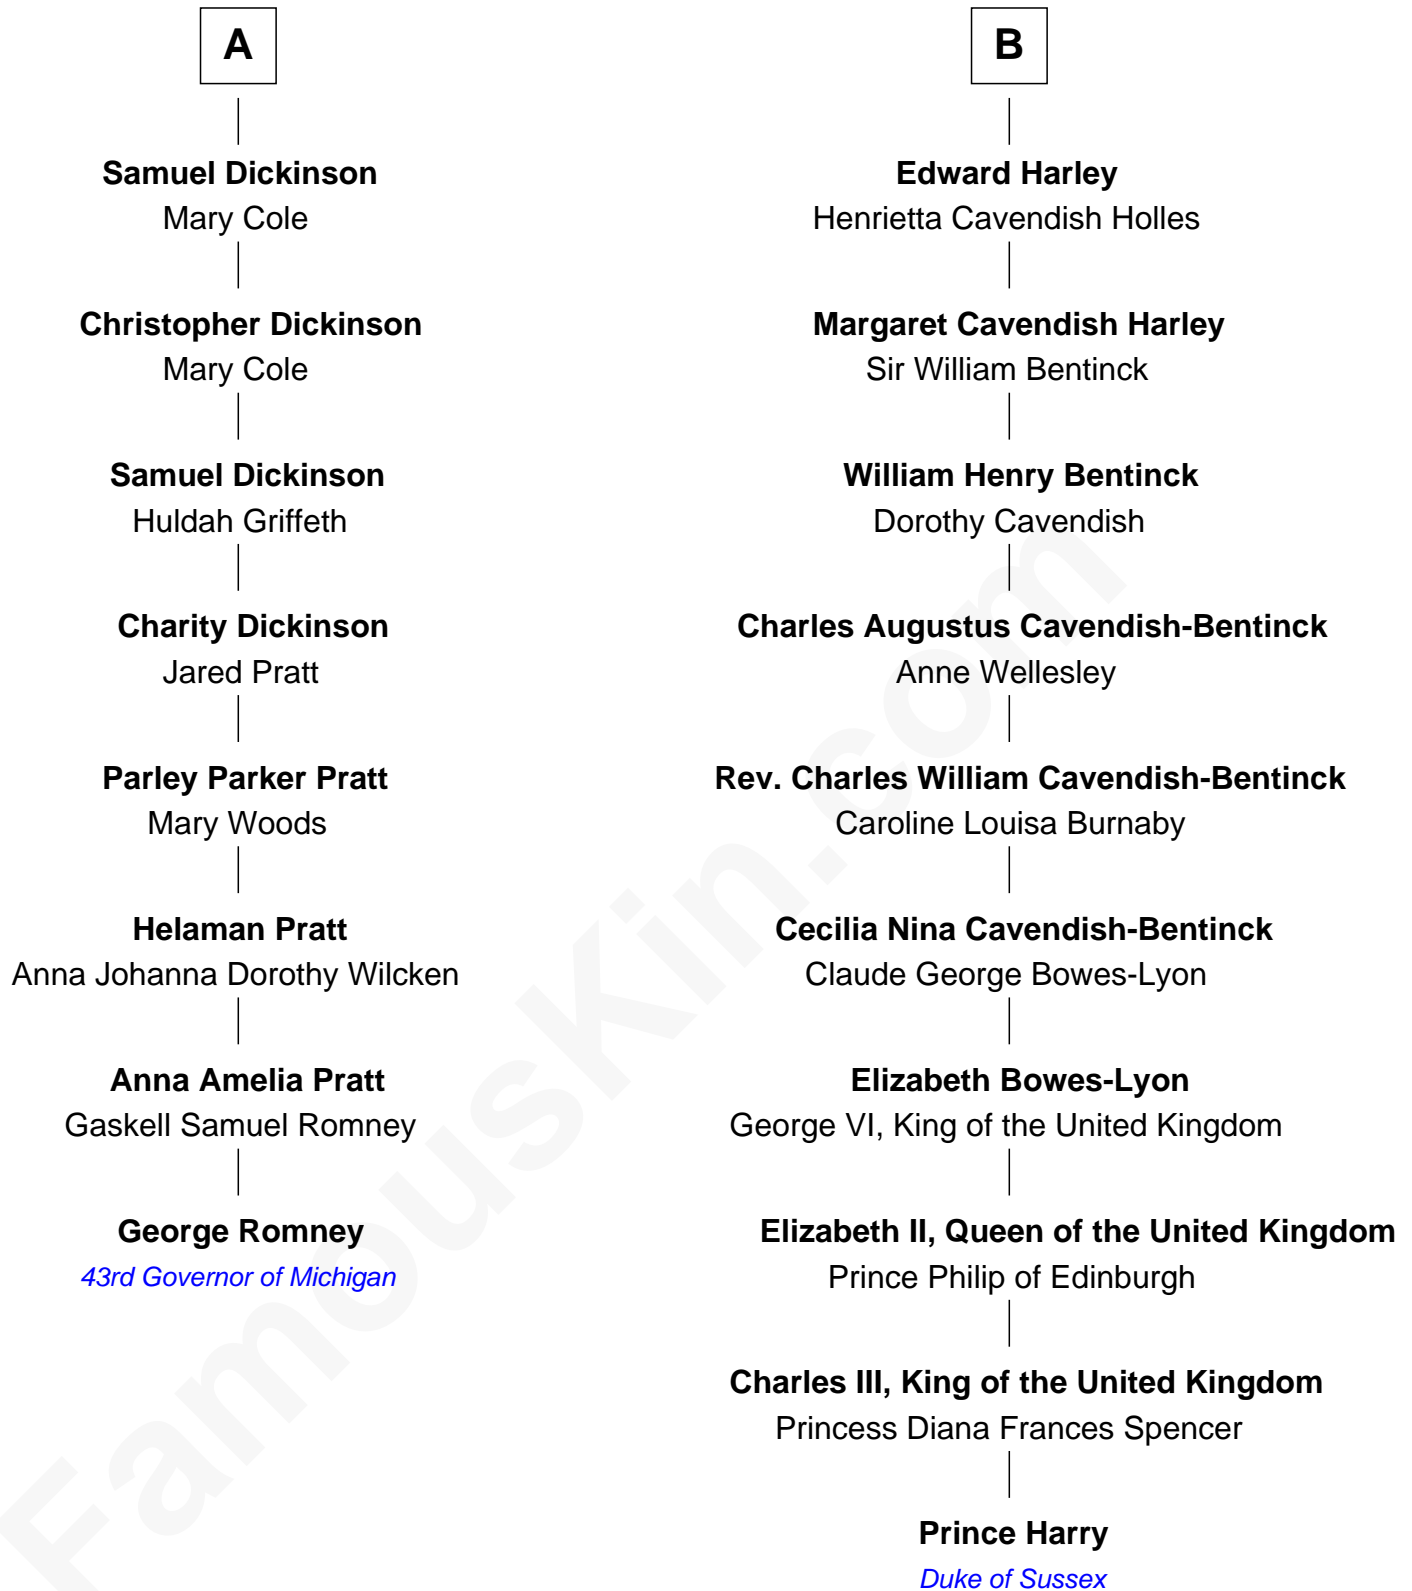 A
Samuel Dickinson
Mary Cole
Christopher Dickinson
Mary Cole
Samuel Dickinson
Huldah Griffeth
Charity Dickinson
Jared Pratt
Parley Parker Pratt
Mary Woods
Helaman Pratt
Anna Johanna Dorothy Wilcken
Anna Amelia Pratt
Gaskell Samuel Romney
George Romney
43rd Governor of Michigan
B
Edward Harley
Henrietta Cavendish Holles
Margaret Cavendish Harley
Sir William Bentinck
William Henry Bentinck
Dorothy Cavendish
Charles Augustus Cavendish-Bentinck
Anne Wellesley
Rev. Charles William Cavendish-Bentinck
Caroline Louisa Burnaby
Cecilia Nina Cavendish-Bentinck
Claude George Bowes-Lyon
Elizabeth Bowes-Lyon
George VI, King of the United Kingdom
Elizabeth II, Queen of the United Kingdom
Prince Philip of Edinburgh
Charles III, King of the United Kingdom
Princess Diana Frances Spencer
Prince Harry
Duke of Sussex
FamousKin.com